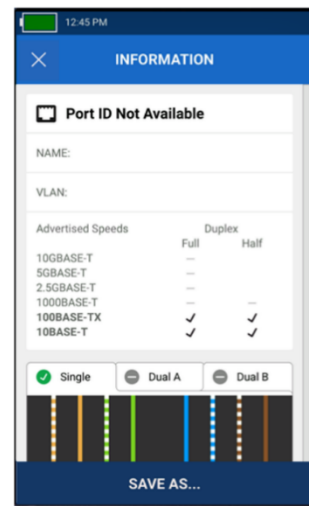 12:45 PM
INFORMATION
Port ID Not Available
NAME:
VLAN:
Advertised Speeds Duplex
Full Half
10GBASE-T —
5GBASE-T —
2.5GBASE-T —
1000BASE-T — —
100BASE-TX ✓ ✓
10BASE-T ✓ ✓
Single Dual A Dual B
SAVE AS...